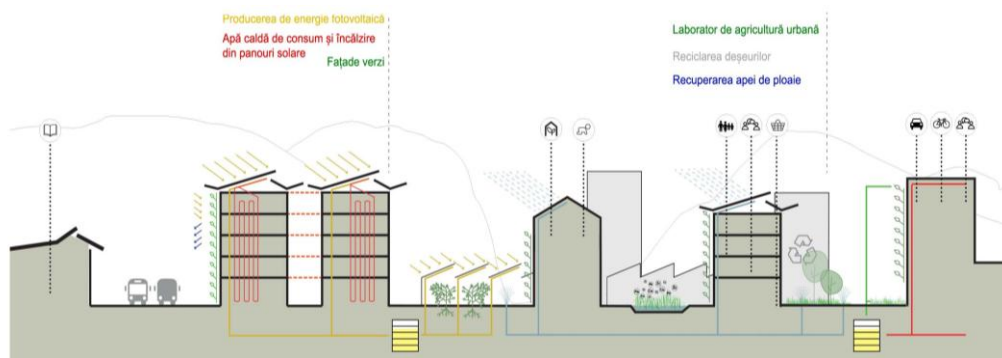 Producerea de energie fotovoltaică
Apă caldă de consum și încălzire
din panouri solare
Fațade verzi
Laborator de agricultură urbană
Reciclarea deșeurilor
Recuperarea apei de ploaie